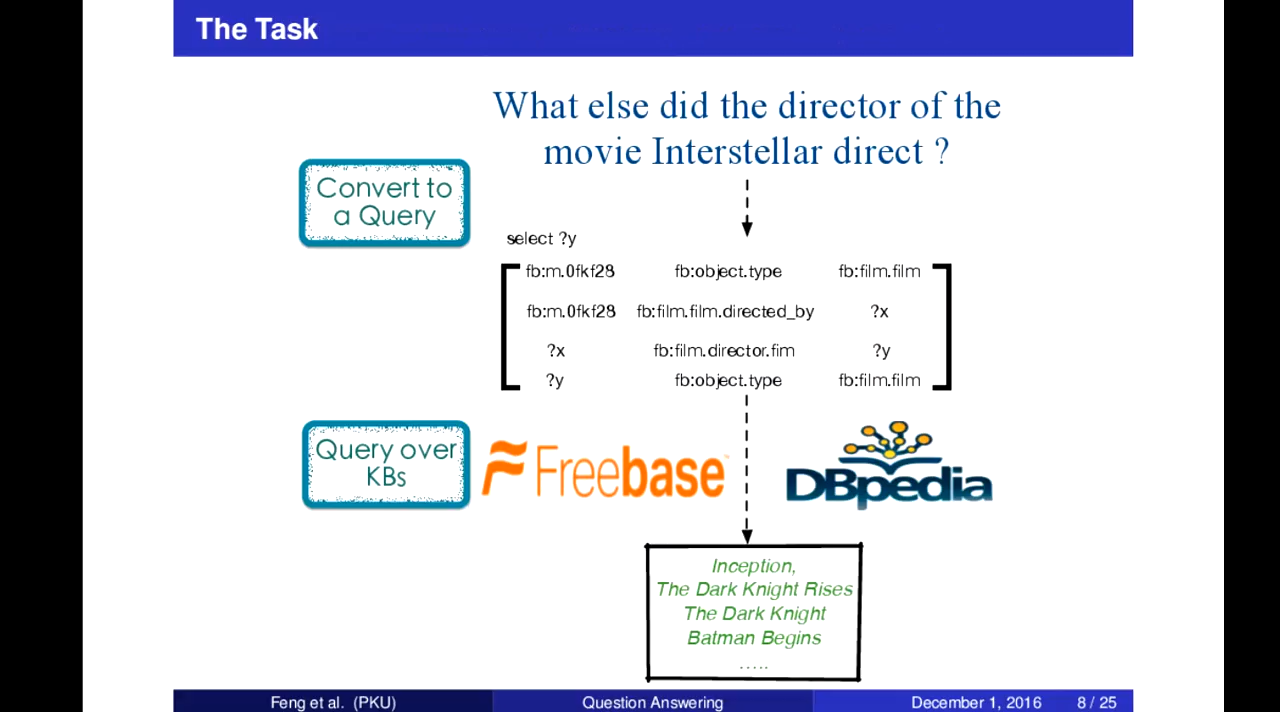 The Task
What else did the director of the
movie Interstellar direct ?
Convert to
a Query
select ?y
fb:m.0fkf28 fb:object.type fb:film.film
fb:m.0fkf28 fb:film.film.directed_by ?x
?x fb:film.director.fim ?y
?y fb:object.type fb:film.film
Query over
KBs
Freebase™
DBpedia
Inception,
The Dark Knight Rises
The Dark Knight
Batman Begins
.....
Feng et al. (PKU) Question Answering December 1, 2016 8 / 25